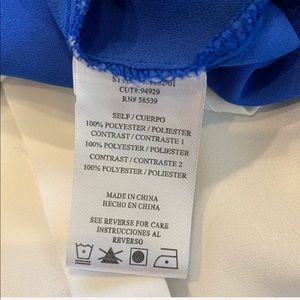 CUT#:94929
RN# 58539
SELF / CUERPO
100% POLYESTER / POLIESTER
CONTRAST / CONTRASTE 1
100% POLYESTER / POLIESTER
CONTRAST / CONTRASTE 2
100% POLYESTER / POLIESTER
MADE IN CHINA
HECHO EN CHINA
SEE REVERSE FOR CARE
INSTRUCCIONES AL
REVERSO